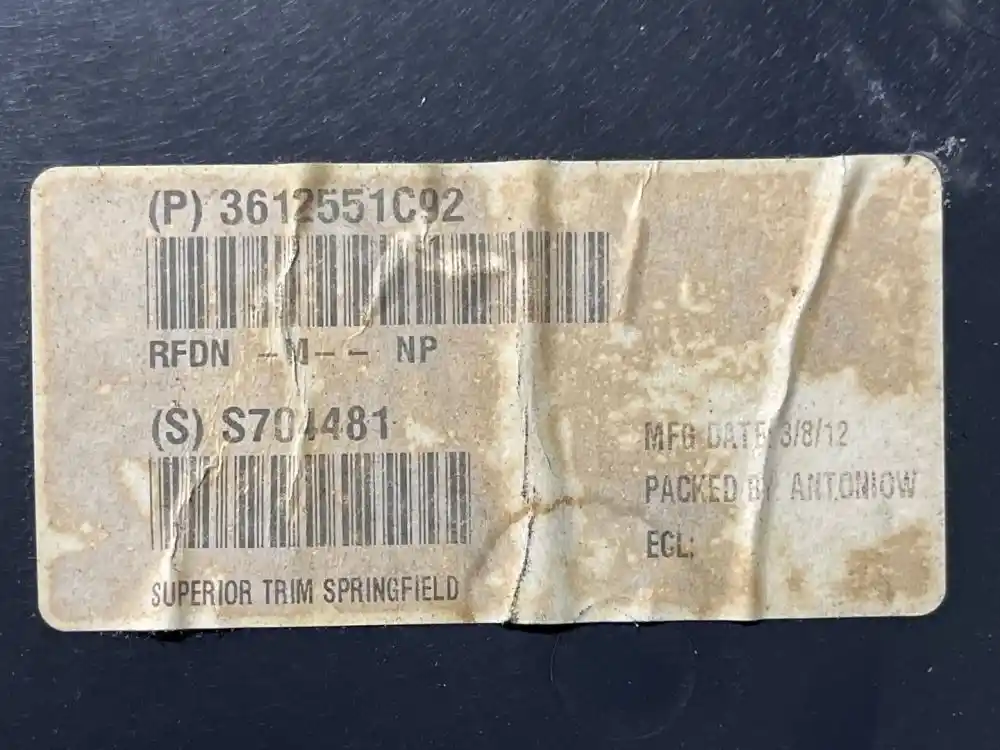 (P) 3612551C92
RFDN -M-- NP
(S) S704481
MFG DATE 3/8/12
PACKED BY: ANTONIOW
ECL:
SUPERIOR TRIM SPRINGFIELD